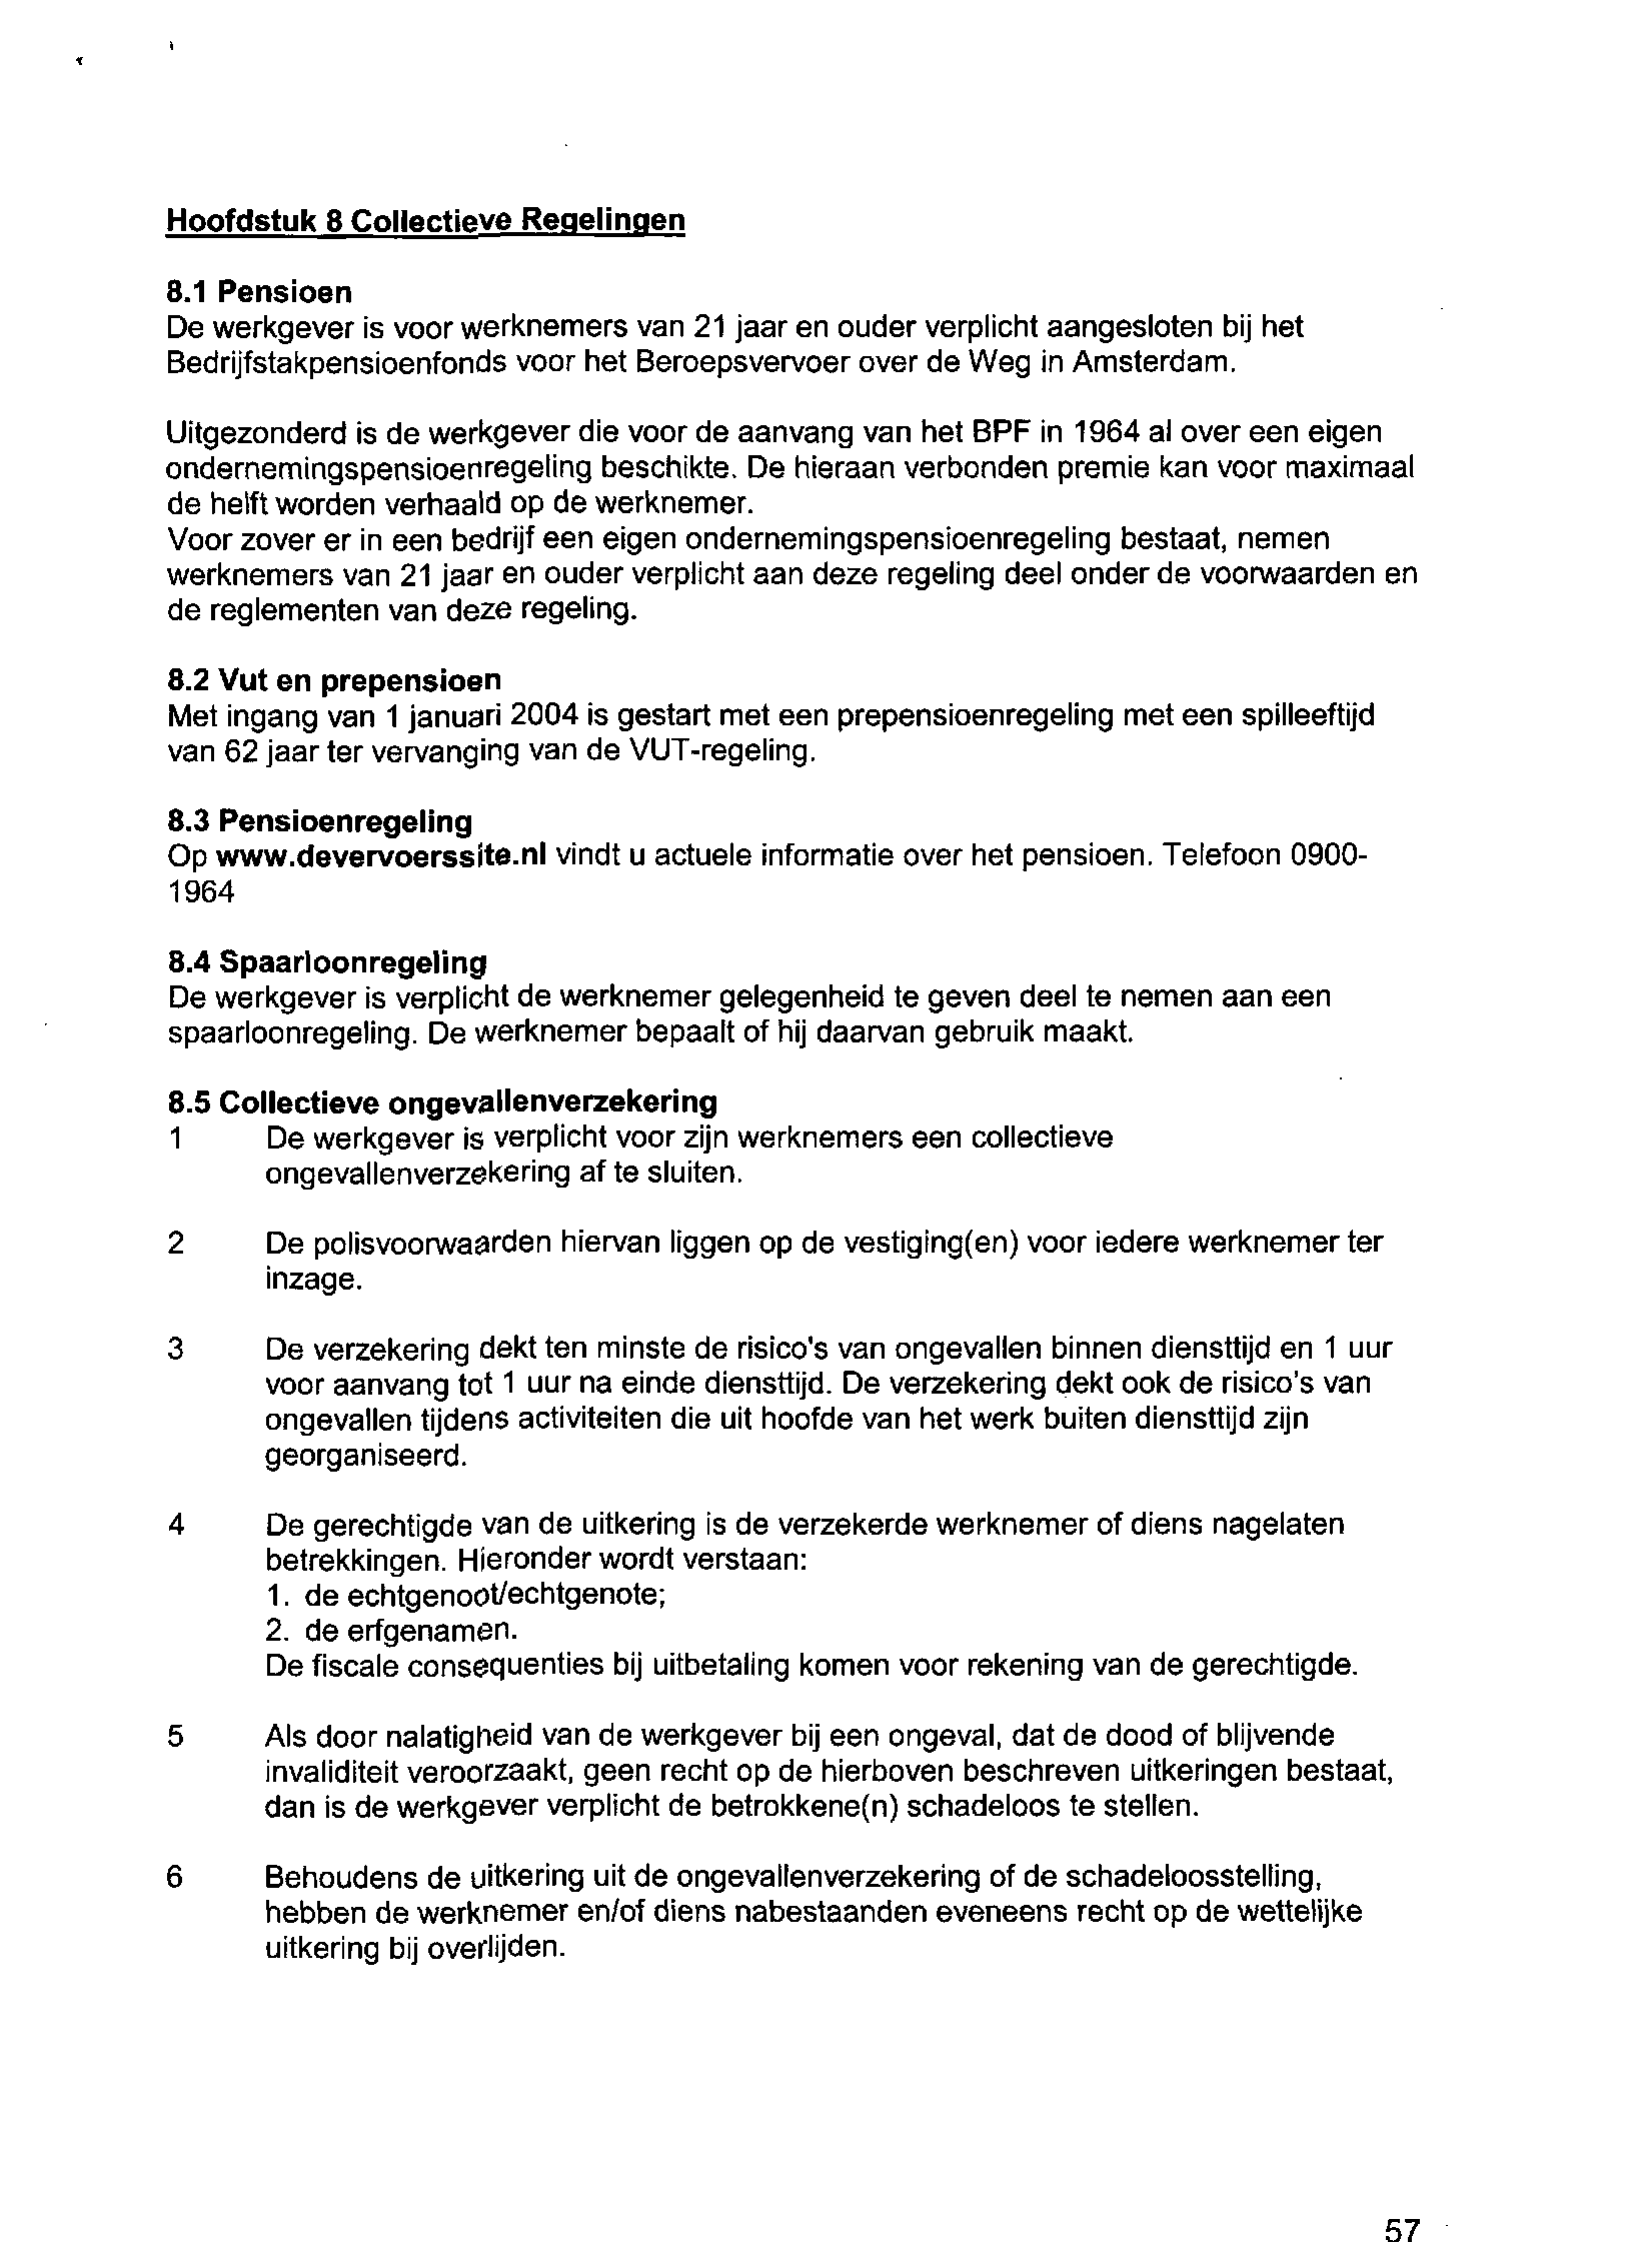 Hoofdstuk 8 Collectieve Regelingen
8.1 Pensioen
De werkgever is voor werknemers van 21 jaar en ouder verplicht aangesloten bij het
Bedrijfstakpensioenfonds voor het Beroepsvervoer over de Weg in Amsterdam.
Uitgezonderd is de werkgever die voor de aanvang van het BPF in 1964 al over een eigen
ondernemingspensioenregeling beschikte. De hieraan verbonden premie kan voor maximaal
de helft worden verhaald op de werknemer.
Voor zover er in een bedrijf een eigen ondernemingspensioenregeling bestaat, nemen
werknemers van 21 jaar en ouder verplicht aan deze regeling deel onder de voorwaarden en
de reglementen van deze regeling.
8.2 Vut en prepensioen
Met ingang van 1 januari 2004 is gestart met een prepensioenregeling met een spilleeftijd
van 62 jaar ter vervanging van de VUT-regeling.
8.3 Pensioenregeling
Op www.devervoerssite.nl vindt u actuele informatie over het pensioen. Telefoon 0900-
1964
8.4 Spaarloonregeling
De werkgever is verplicht de werknemer gelegenheid te geven deel te nemen aan een
spaarloonregeling. De werknemer bepaalt of hij daarvan gebruik maakt.
8.5 Collectieve ongevallenverzekering
1 De werkgever is verplicht voor zijn werknemers een collectieve
ongevallenverzekering af te sluiten.
2 De polisvoorwaarden hiervan liggen op de vestiging(en) voor iedere werknemer ter
inzage.
3 De verzekering dekt ten minste de risico's van ongevallen binnen diensttijd en 1 uur
voor aanvang tot 1 uur na einde diensttijd. De verzekering dekt ook de risico's van
ongevallen tijdens activiteiten die uit hoofde van het werk buiten diensttijd zijn
georganiseerd.
4 De gerechtigde van de uitkering is de verzekerde werknemer of diens nagelaten
betrekkingen. Hieronder wordt verstaan:
1. de echtgenoot/echtgenote;
2. de erfgenamen.
De fiscale consequenties bij uitbetaling komen voor rekening van de gerechtigde.
5 Als door nalatigheid van de werkgever bij een ongeval, dat de dood of blijvende
invaliditeit veroorzaakt, geen recht op de hierboven beschreven uitkeringen bestaat,
dan is de werkgever verplicht de betrokkene(n) schadeloos te stellen.
6 Behoudens de uitkering uit de ongevallenverzekering of de schadeloosstelling,
hebben de werknemer en/of diens nabestaanden eveneens recht op de wettelijke
uitkering bij overlijden.
57